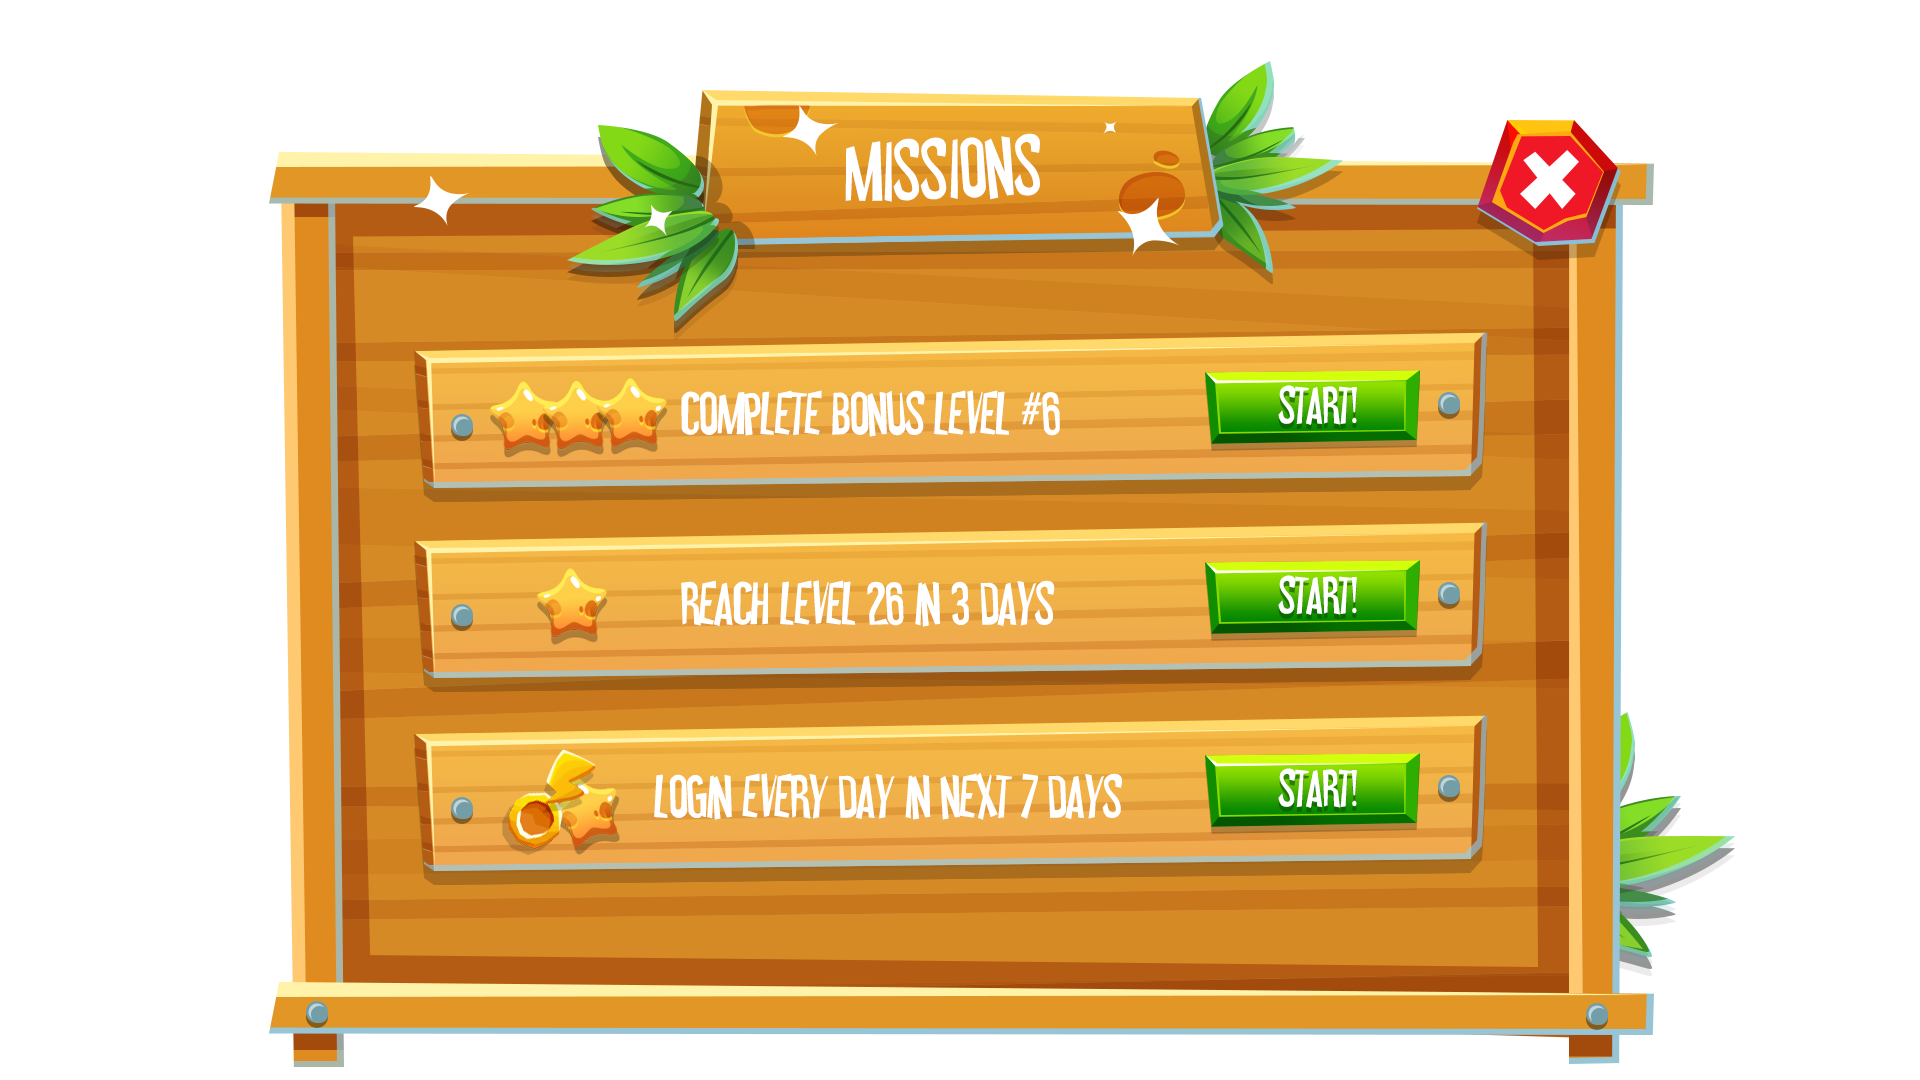 MISSIONS
COMPLETE BONUS LEVEL #6
START!
REACH LEVEL 26 IN 3 DAYS
START!
LOGIN EVERY DAY IN NEXT 7 DAYS
START!